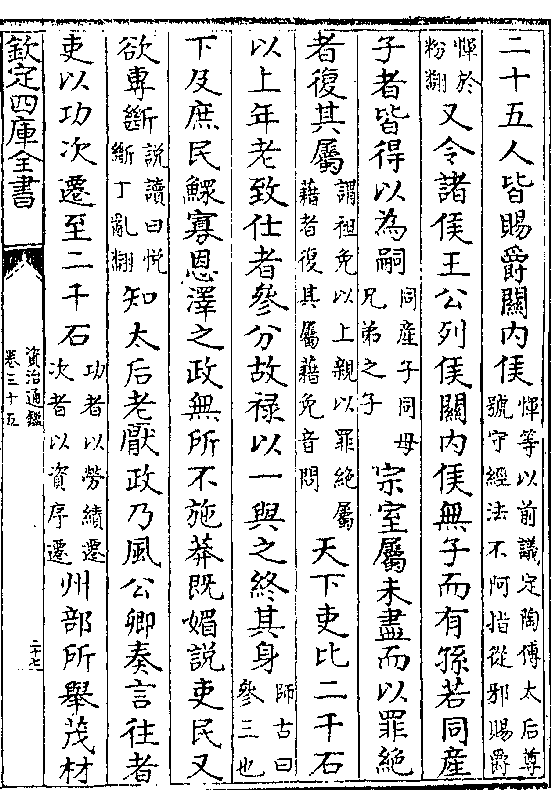 二十五人皆賜爵關内侯惲等以前議定陶傅太后尊號守經法不阿指從邪賜爵
惲於粉翻又令諸侯王公列侯關内侯無子而有孫若同産
子者皆得以為嗣同産子同母兄弟之子宗室屬未盡而以罪絶
者復其屬謂祖免以上親以罪絶屬藉者復其屬藉免音問天下吏比二千石
以上年老致仕者參分故禄以一與之終其身師古曰參三也
下及庶民鰥寡恩澤之政無所不施莽既媚説吏民又
欲專斷説讀曰悦斷丁亂翻知太后老厭政乃風公卿奏言往者
吏以功次遷至二千石功者以勞績遷次者以資序遷州部所舉茂材
欽定四庫全書
資治通鑑
卷三十五
二十七